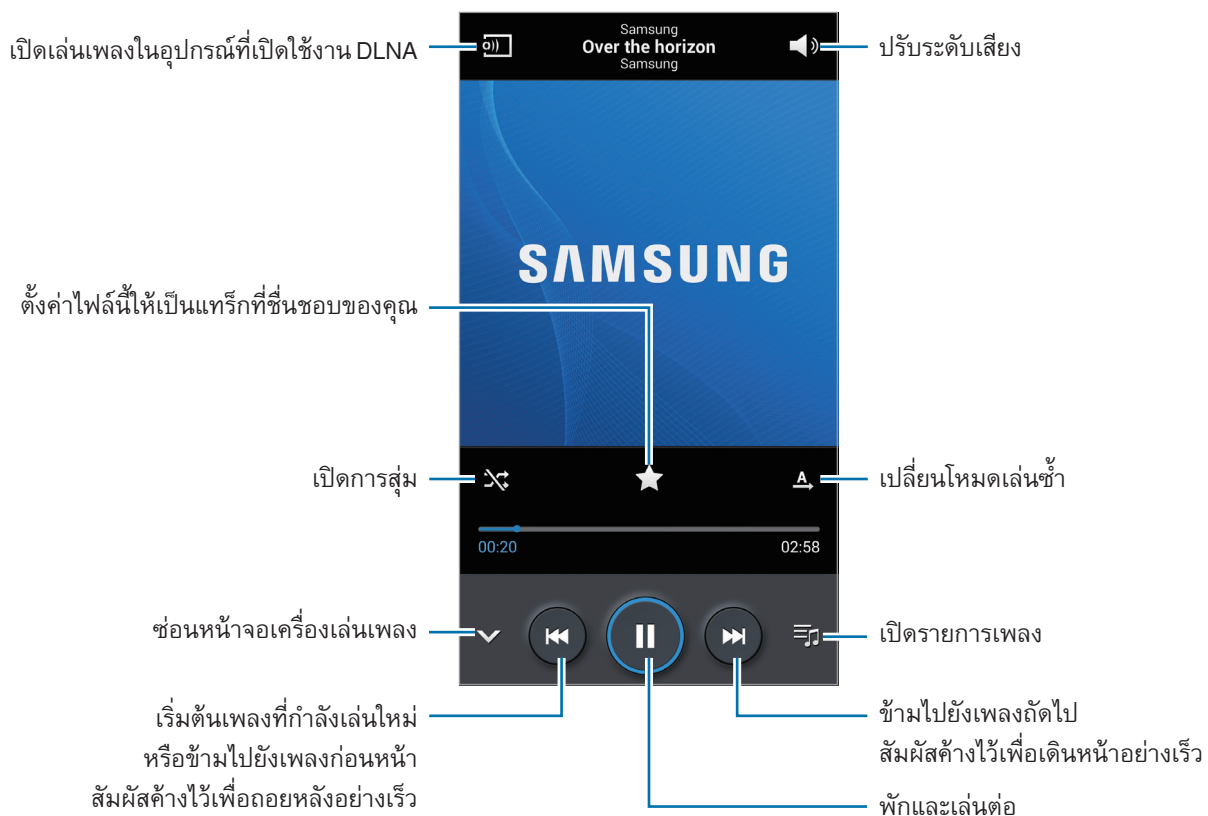 Samsung
เปิดเล่นเพลงในอุปกรณ์ที่เปิดใช้งาน DLNA
Over the horizon
ปรับระดับเสียง
Samsung
SAMSUNG
ตั้งค่าไฟล์นี้ให้เป็นแทร็กที่ชื่นชอบของคุณ
เปิดการสุ่ม
A
เปลี่ยนโหมดเล่นซ้ำ
00:20
02:58
ซ่อนหน้าจอเครื่องเล่นเพลง
เปิดรายการเพลง
เริ่มต้นเพลงที่กำลังเล่นใหม่
หรือข้ามไปยังเพลงก่อนหน้า
สัมผัสค้างไว้เพื่อถอยหลังอย่างเร็ว
ข้ามไปยังเพลงถัดไป
สัมผัสค้างไว้เพื่อเดินหน้าอย่างเร็ว
พักและเล่นต่อ